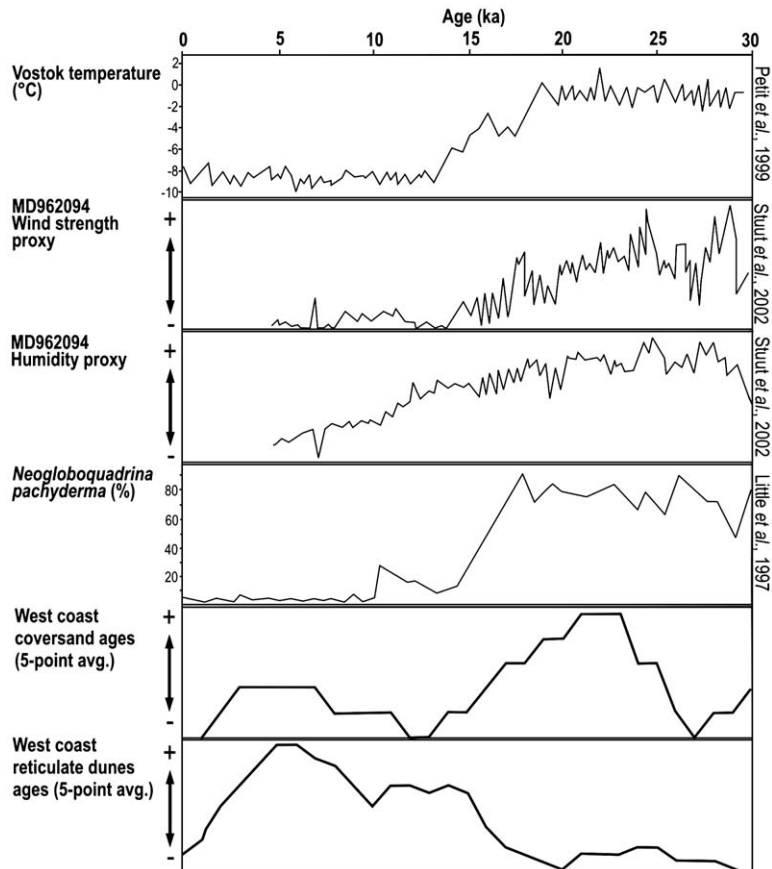 Age (ka)
0 5 10 15 20 25 30
Vostok temperature
(°C)
2
0
-2
-4
-6
-8
-10
Petit et al., 1999
MD962094
Wind strength
proxy
+
-
Stuut et al., 2002
MD962094
Humidity proxy
+
-
Stuut et al., 2002
Neogloboquadrina
pachyderma (%)
80
60
40
20
Little et al., 1997
West coast
coversand ages
(5-point avg.)
+
-
West coast
reticulate dunes
ages (5-point avg.)
+
-